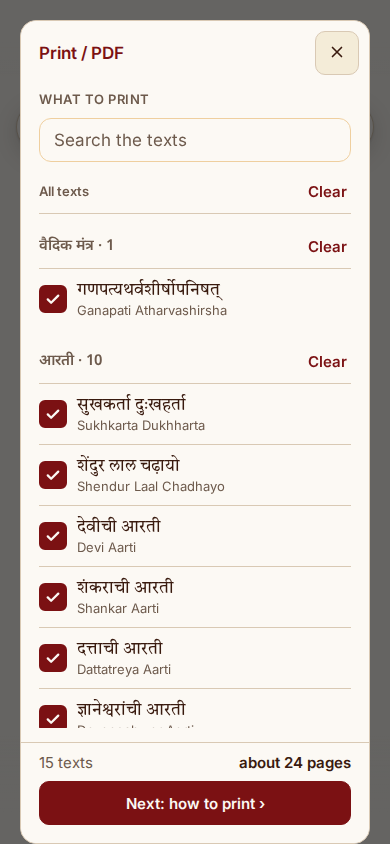 Print / PDF
WHAT TO PRINT
Search the texts
All texts
Clear
वैदिक मंत्र · 1
Clear
गणपत्यथर्वशीर्षोपनिषत्
Ganapati Atharvashirsha
आरती · 10
Clear
सुखकर्ता दुःखहर्ता
Sukhkarta Dukhharta
शेंदुर लाल चढ़ायो
Shendur Laal Chadhayo
देवीची आरती
Devi Aarti
शंकराची आरती
Shankar Aarti
दत्ताची आरती
Dattatreya Aarti
ज्ञानेश्वरांची आरती
15 texts
about 24 pages
Next: how to print ›